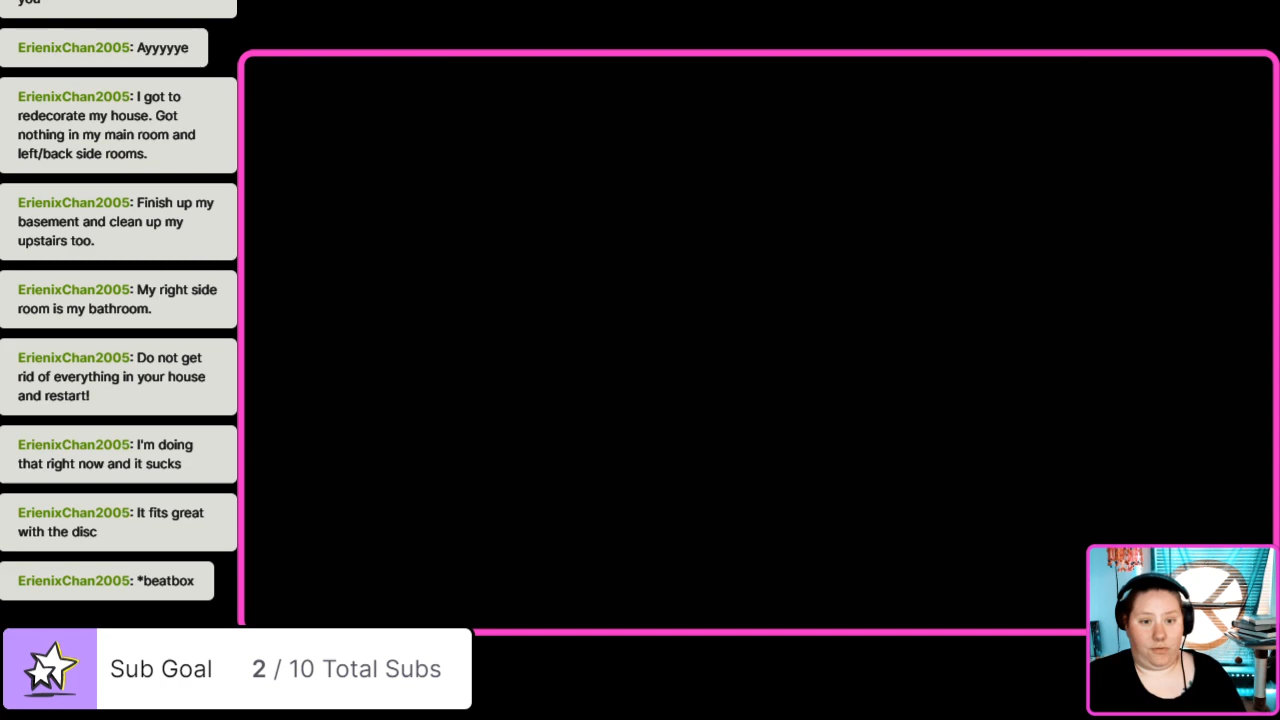 you
ErienixChan2005: Ayyyyye
ErienixChan2005: I got to
redecorate my house. Got
nothing in my main room and
left/back side rooms.
ErienixChan2005: Finish up my
basement and clean up my
upstairs too.
ErienixChan2005: My right side
room is my bathroom.
ErienixChan2005: Do not get
rid of everything in your house
and restart!
ErienixChan2005: I'm doing
that right now and it sucks
ErienixChan2005: It fits great
with the disc
ErienixChan2005: *beatbox
Sub Goal 2 / 10 Total Subs